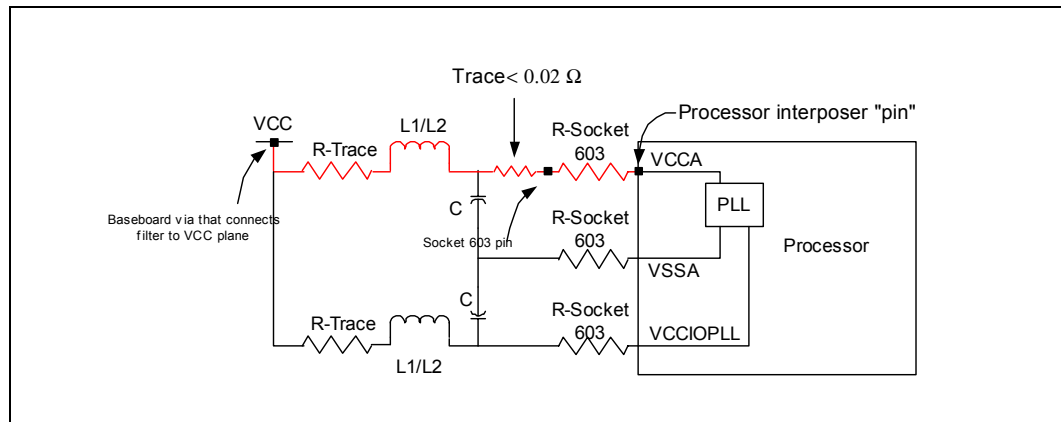 Trace< 0.02 Ω
Processor interposer "pin"
VCC
R-Trace
L1/L2
R-Socket
603
VCCA
PLL
Baseboard via that connects
filter to VCC plane
C
Socket 603 pin
R-Socket
603
VSSA
Processor
C
R-Trace
L1/L2
R-Socket
603
VCCIOPLL